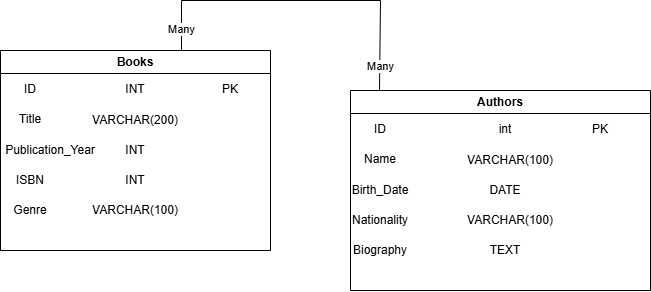 Many
Books
ID INT PK
Title VARCHAR(200)
Publication_Year INT
ISBN INT
Genre VARCHAR(100)
Many
Authors
ID int PK
Name VARCHAR(100)
Birth_Date DATE
Nationality VARCHAR(100)
Biography TEXT